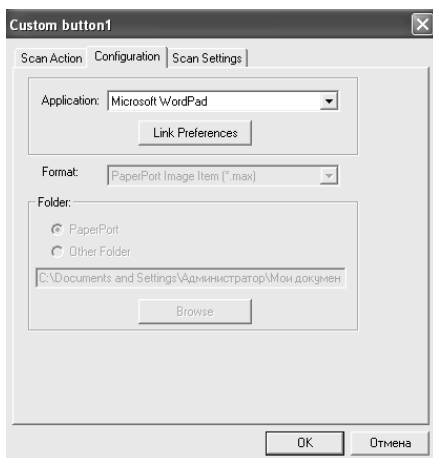 Custom button1
Scan Action Configuration Scan Settings
Application: Microsoft WordPad
Link Preferences
Format: PaperPort Image Item (*.max)
Folder:
PaperPort
Other Folder
C:\Documents and Settings\Администратор\Мои докумен
Browse
OK Отмена